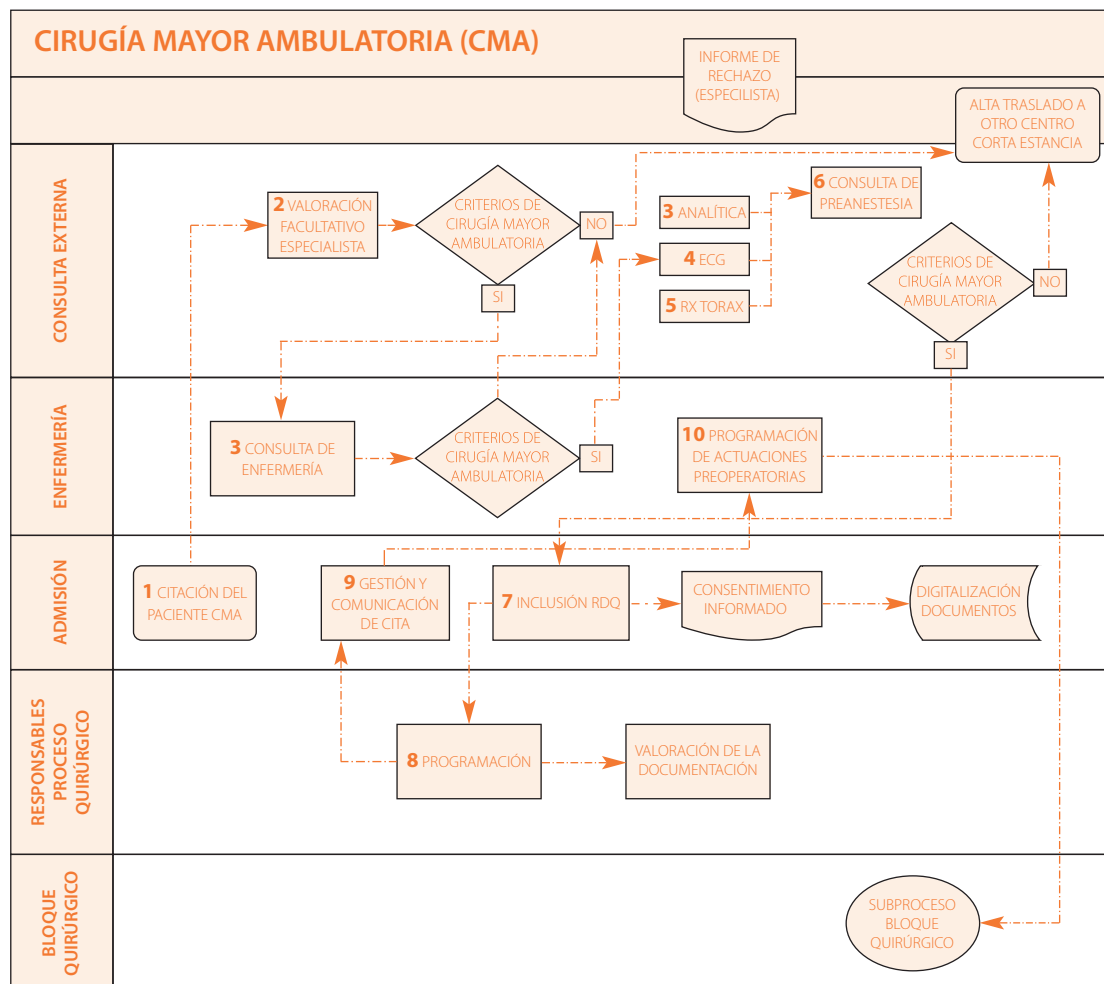 CIRUGÍA MAYOR AMBULATORIA (CMA)
INFORME DE
RECHAZO
(ESPECILISTA)
ALTA TRASLADO A
OTRO CENTRO
CORTA ESTANCIA
CONSULTA EXTERNA
2 VALORACIÓN
FACULTATIVO
ESPECIALISTA
CRITERIOS DE
CIRUGÍA MAYOR
AMBULATORIA
NO
SI
3 ANALÍTICA
4 ECG
5 RX TORAX
6 CONSULTA DE
PREANESTESIA
CRITERIOS DE
CIRUGÍA MAYOR
AMBULATORIA
NO
SI
ENFERMERÍA
3 CONSULTA DE
ENFERMERÍA
CRITERIOS DE
CIRUGÍA MAYOR
AMBULATORIA
SI
10 PROGRAMACIÓN
DE ACTUACIONES
PREOPERATORIAS
ADMISIÓN
1 CITACIÓN DEL
PACIENTE CMA
9 GESTIÓN Y
COMUNICACIÓN
DE CITA
7 INCLUSIÓN RDQ
CONSENTIMIENTO
INFORMADO
DIGITALIZACIÓN
DOCUMENTOS
RESPONSABLES
PROCESO
QUIRÚRGICO
8 PROGRAMACIÓN
VALORACIÓN DE LA
DOCUMENTACIÓN
BLOQUE
QUIRÚRGICO
SUBPROCESO
BLOQUE
QUIRÚRGICO